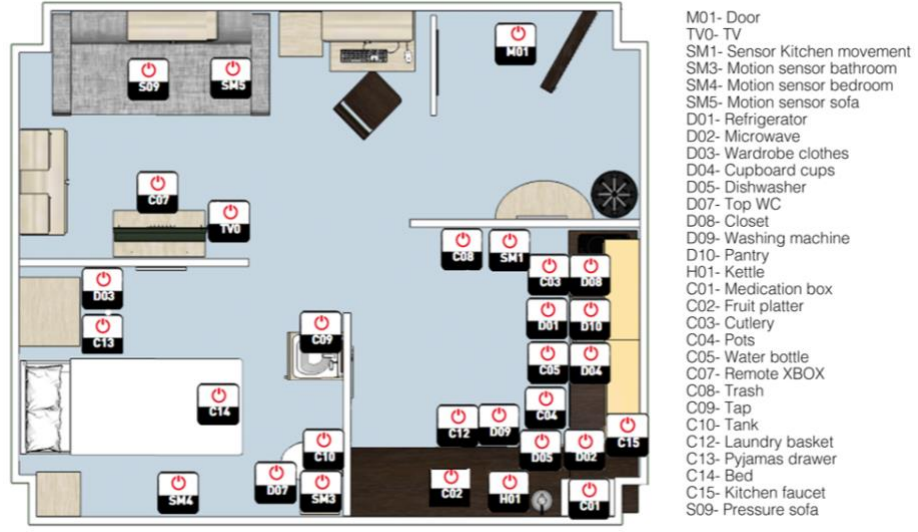 M01
S09
SM5
C07
TV0
C08
SM1
D03
C03
D08
C13
C09
D01
D10
C05
D04
C14
C04
C12
D09
C15
C10
D05
D02
SM4
D07
SM3
C02
H01
C01
M01- Door
TV0- TV
SM1- Sensor Kitchen movement
SM3- Motion sensor bathroom
SM4- Motion sensor bedroom
SM5- Motion sensor sofa
D01- Refrigerator
D02- Microwave
D03- Wardrobe clothes
D04- Cupboard cups
D05- Dishwasher
D07- Top WC
D08- Closet
D09- Washing machine
D10- Pantry
H01- Kettle
C01- Medication box
C02- Fruit platter
C03- Cutlery
C04- Pots
C05- Water bottle
C07- Remote XBOX
C08- Trash
C09- Tap
C10- Tank
C12- Laundry basket
C13- Pyjamas drawer
C14- Bed
C15- Kitchen faucet
S09- Pressure sofa